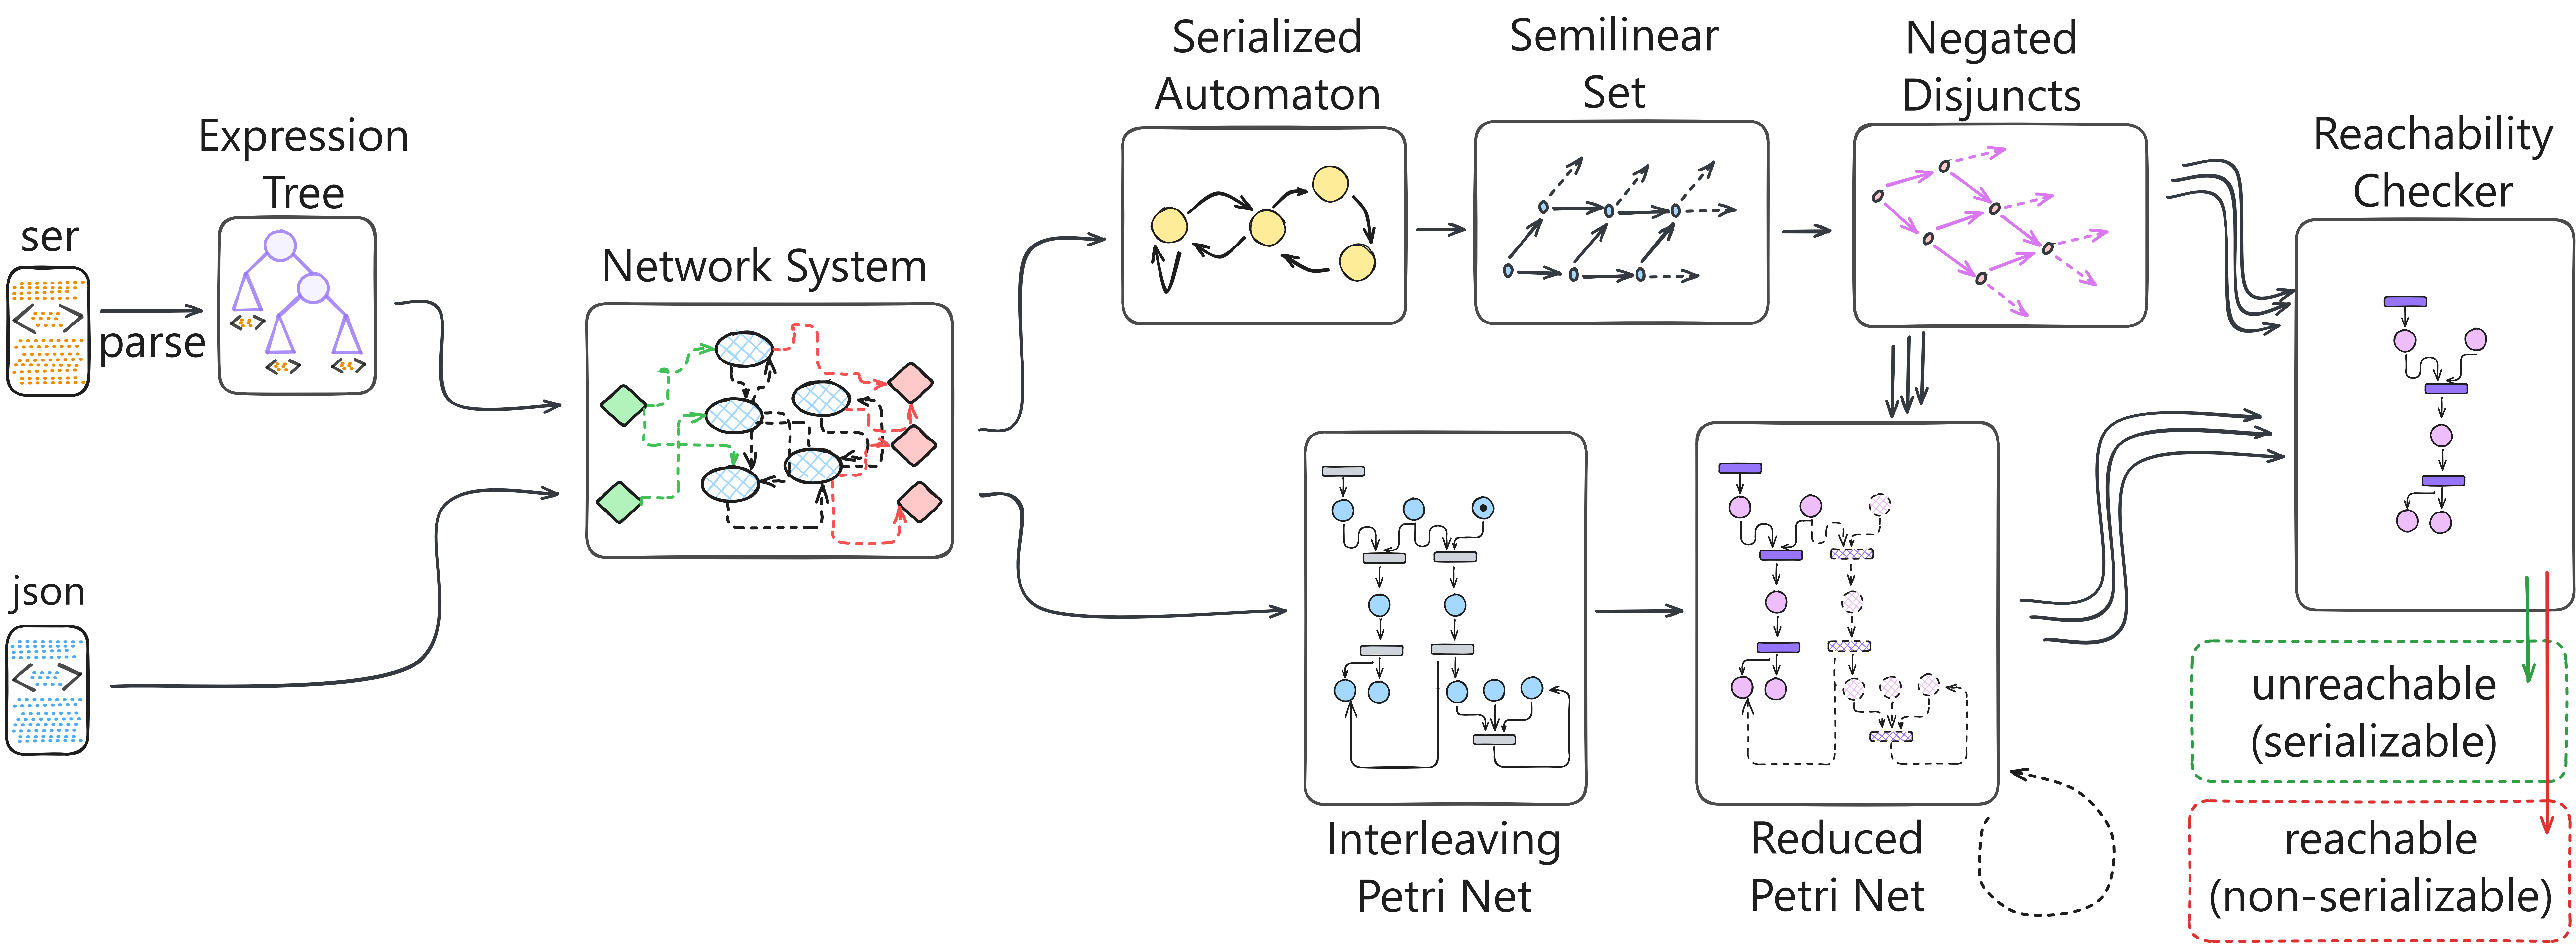 ser
parse
json
Expression
Tree
Network System
Serialized
Automaton
Semilinear
Set
Negated
Disjuncts
Reachability
Checker
Interleaving
Petri Net
Reduced
Petri Net
unreachable
(serializable)
reachable
(non-serializable)